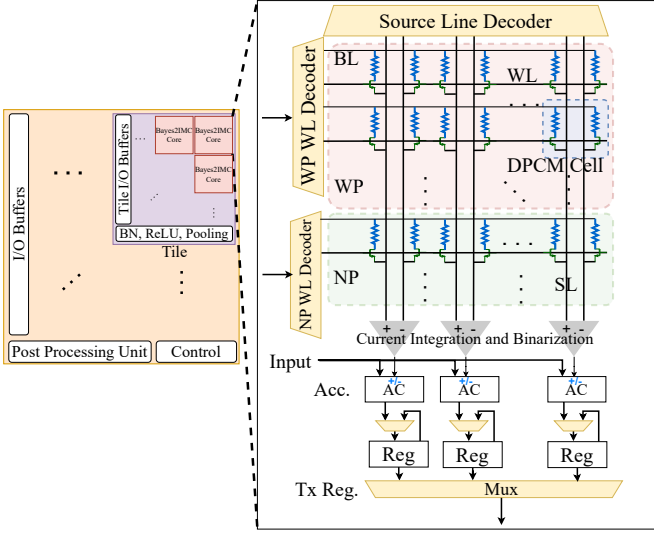 I/O Buffers
Tile I/O Buffers
Bayes2IMC
Core
Bayes2IMC
Core
Bayes2IMC
Core
BN, ReLU, Pooling
Tile
Post Processing Unit
Control
Source Line Decoder
WP WL Decoder
BL
WL
DPCM Cell
WP
NP WL Decoder
NP
SL
+ -
+ -
+ -
Current Integration and Binarization
Input
Acc.
+/-
AC
+/-
AC
+/-
AC
Reg
Reg
Reg
Tx Reg.
Mux